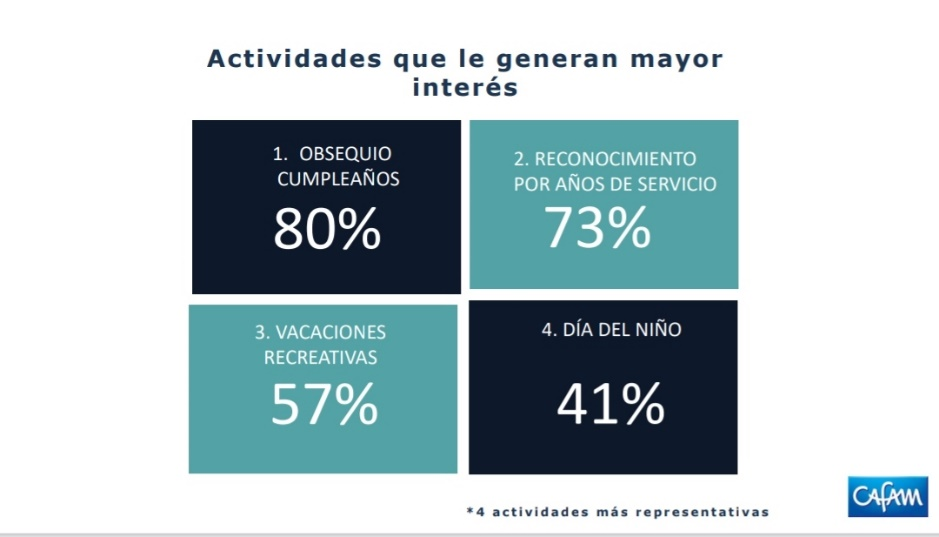 Actividades que le generan mayor
interés
1. OBSEQUIO
CUMPLEAÑOS
80%
2. RECONOCIMIENTO
POR AÑOS DE SERVICIO
73%
3. VACACIONES
RECREATIVAS
57%
4. DÍA DEL NIÑO
41%
*4 actividades más representativas
CAFAM